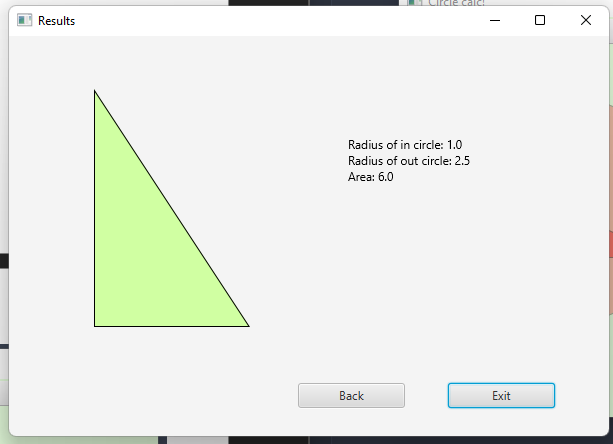 Circle calc
Results
Radius of in circle: 1.0
Radius of out circle: 2.5
Area: 6.0
Back
Exit